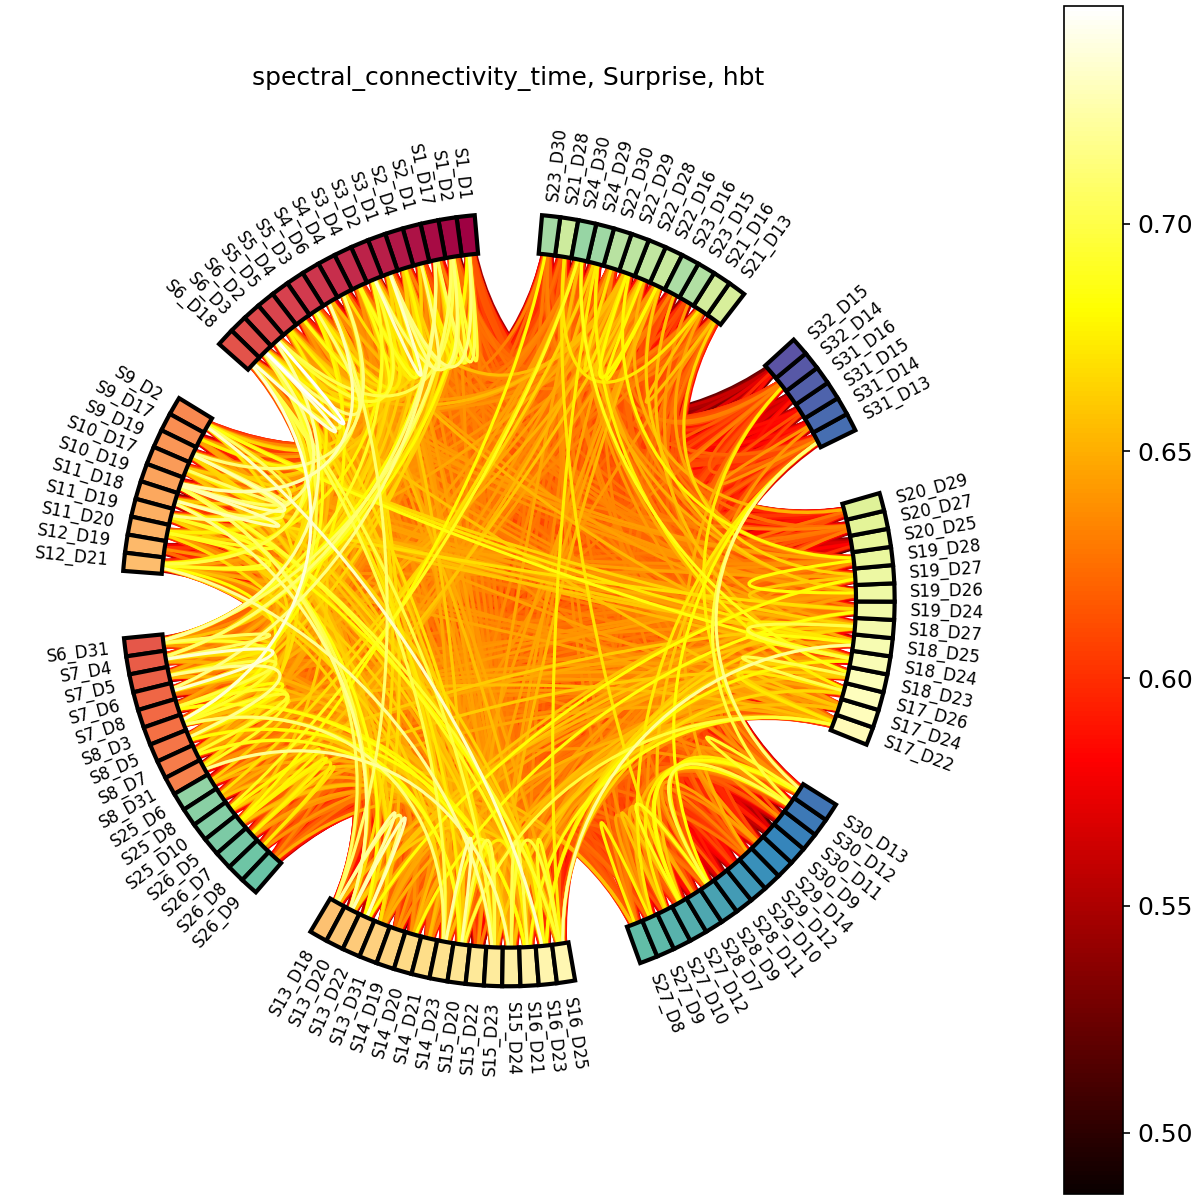 spectral_connectivity_time, Surprise, hbt
S1_D1
S1_D2
S1_D17
S2_D1
S2_D4
S3_D1
S3_D2
S3_D4
S4_D4
S4_D6
S5_D3
S5_D4
S5_D5
S6_D2
S6_D3
S6_D18
S9_D2
S9_D17
S9_D19
S10_D17
S10_D19
S11_D18
S11_D19
S11_D20
S12_D19
S12_D21
S6_D31
S7_D4
S7_D5
S7_D6
S7_D8
S8_D3
S8_D5
S8_D7
S8_D31
S25_D6
S25_D8
S25_D10
S26_D5
S26_D7
S26_D8
S26_D9
S13_D18
S13_D20
S13_D22
S13_D31
S14_D19
S14_D20
S14_D21
S14_D23
S15_D20
S15_D22
S15_D23
S15_D24
S16_D21
S16_D23
S16_D25
S27_D8
S27_D9
S27_D10
S27_D12
S28_D7
S28_D9
S28_D11
S29_D10
S29_D12
S29_D14
S30_D9
S30_D11
S30_D12
S30_D13
S17_D22
S17_D24
S17_D26
S18_D23
S18_D24
S18_D25
S18_D27
S19_D24
S19_D26
S19_D27
S19_D28
S20_D25
S20_D27
S20_D29
S31_D13
S31_D14
S31_D15
S31_D16
S32_D14
S32_D15
S21_D13
S21_D16
S23_D15
S23_D16
S22_D16
S22_D28
S22_D29
S22_D30
S24_D29
S24_D30
S21_D28
S23_D30
0.70
0.65
0.60
0.55
0.50